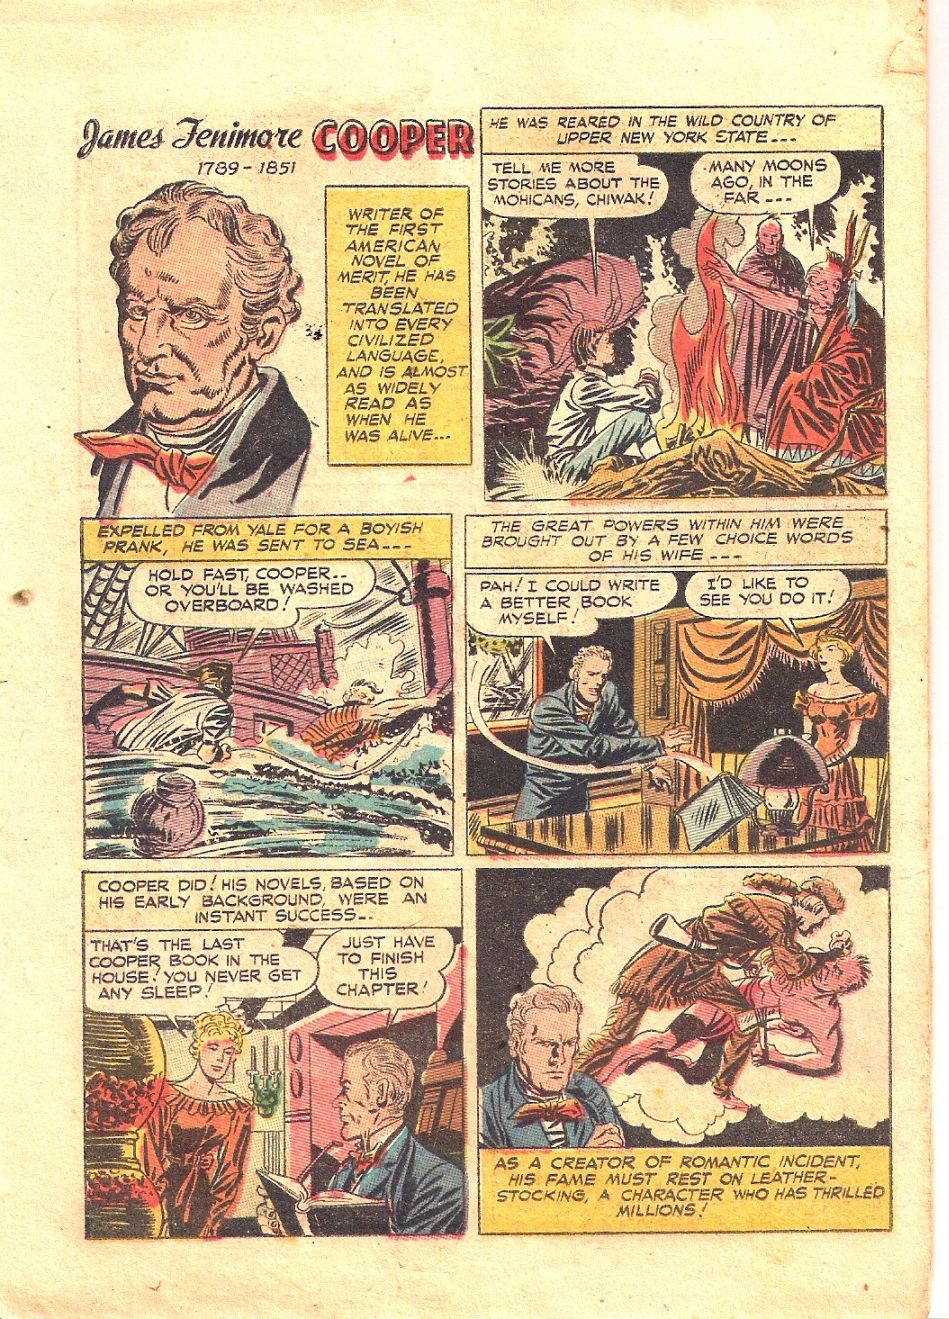 James Fenimore COOPER
1789-1851
WRITER OF
THE FIRST
AMERICAN
NOVEL OF
MERIT, HE HAS
BEEN
TRANSLATED
INTO EVERY
CIVILIZED
LANGUAGE,
AND IS ALMOST
AS WIDELY
READ AS
WHEN HE
WAS ALIVE...
HE WAS REARED IN THE WILD COUNTRY OF
UPPER NEW YORK STATE---
TELL ME MORE
STORIES ABOUT THE
MOHICANS, CHIWAK!
MANY MOONS
AGO, IN THE
FAR---
EXPELLED FROM YALE FOR A BOYISH
PRANK, HE WAS SENT TO SEA---
HOLD FAST, COOPER--
OR YOU'LL BE WASHED
OVERBOARD!
THE GREAT POWERS WITHIN HIM WERE
BROUGHT OUT BY A FEW CHOICE WORDS
OF HIS WIFE---
PAH! I COULD WRITE
A BETTER BOOK
MYSELF!
I'D LIKE TO
SEE YOU DO IT!
COOPER DID! HIS NOVELS, BASED ON
HIS EARLY BACKGROUND, WERE AN
INSTANT SUCCESS--
THAT'S THE LAST
COOPER BOOK IN THE
HOUSE! YOU NEVER GET
ANY SLEEP!
JUST HAVE
TO FINISH
THIS
CHAPTER!
AS A CREATOR OF ROMANTIC INCIDENT,
HIS FAME MUST REST ON LEATHER-
STOCKING, A CHARACTER WHO HAS THRILLED
MILLIONS!